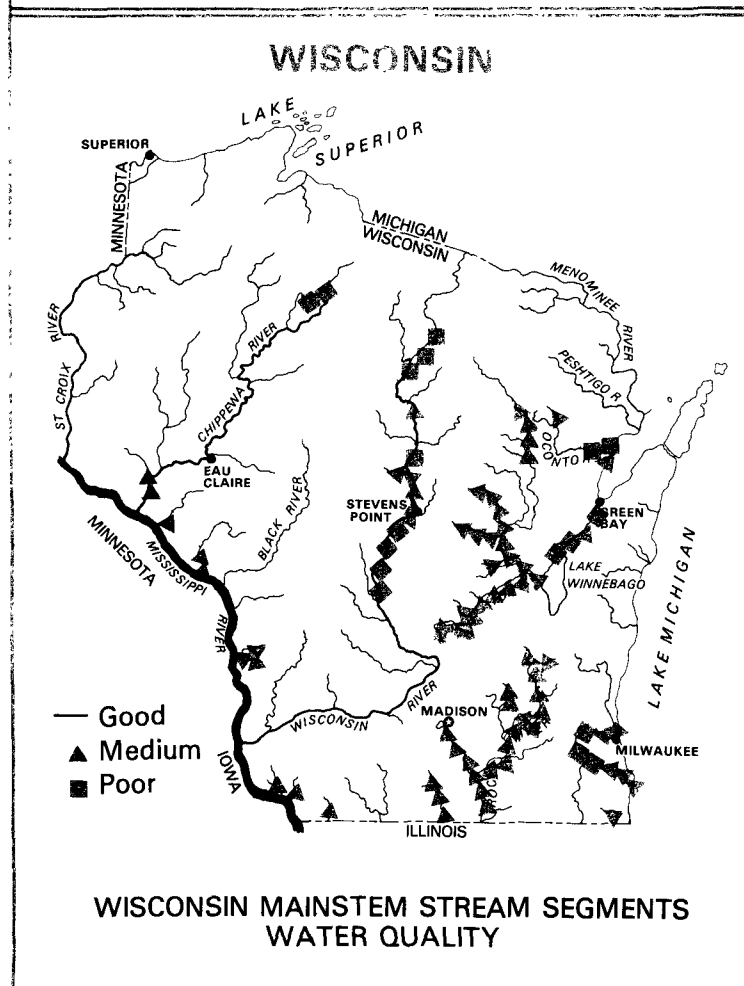 WISCONSIN
LAKE
SUPERIOR
SUPERIOR
MINNESOTA
MICHIGAN
WISCONSIN
MENOMINEE
RIVER
PESHTIGO R
RIVER
ST CROIX
RIVER
CHIPPEWA
OCONTO R
EAU
CLAIRE
BLACK RIVER
STEVENS
POINT
GREEN
BAY
MINNESOTA
MISSISSIPPI
RIVER
LAKE
WINNEBAGO
LAKE MICHIGAN
WISCONSIN
RIVER
MADISON
MILWAUKEE
ROCK
IOWA
ILLINOIS
Good
Medium
Poor
WISCONSIN MAINSTEM STREAM SEGMENTS
WATER QUALITY